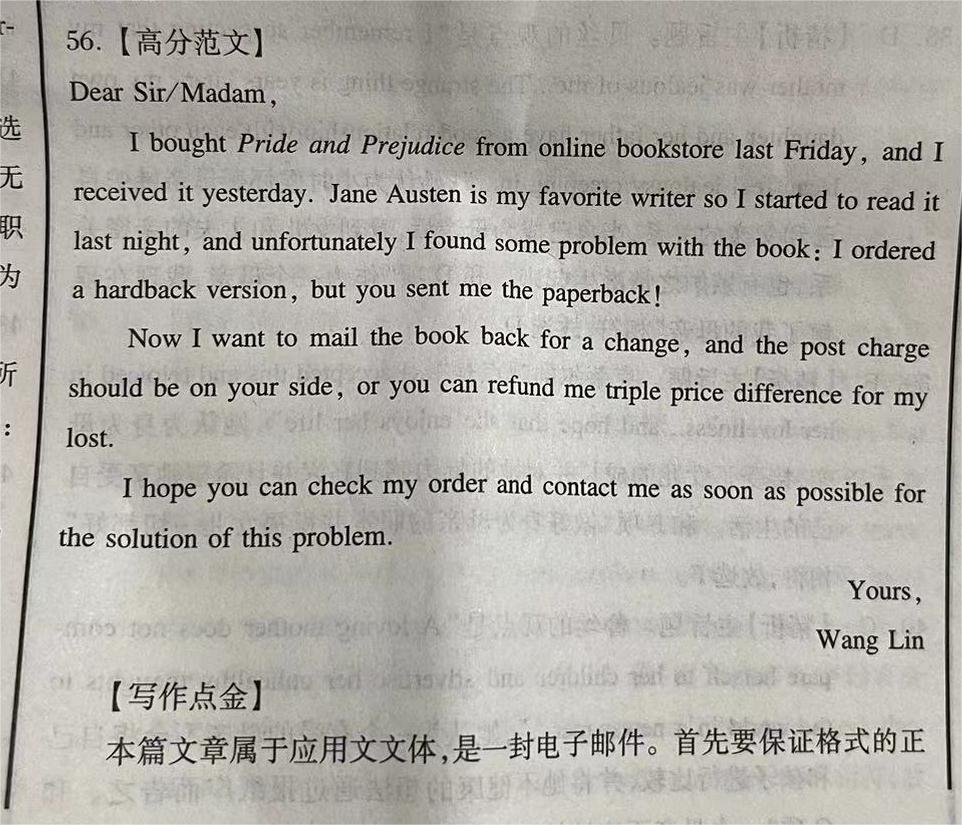 56.【高分范文】
Dear Sir/Madam,
I bought Pride and Prejudice from online bookstore last Friday, and I
received it yesterday. Jane Austen is my favorite writer so I started to read it
last night, and unfortunately I found some problem with the book: I ordered
a hardback version, but you sent me the paperback!
Now I want to mail the book back for a change, and the post charge
should be on your side, or you can refund me triple price difference for my
lost.
I hope you can check my order and contact me as soon as possible for
the solution of this problem.
Yours,
Wang Lin
【写作点金】
本篇文章属于应用文文体,是一封电子邮件。首先要保证格式的正
选
无
职
为
所
: